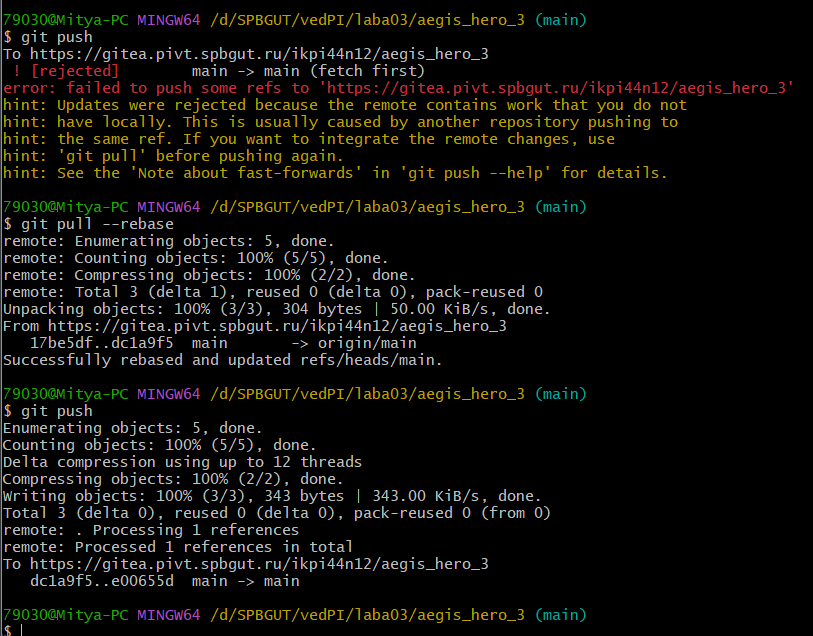 79030@Mitya-PC MINGW64 /d/SPBGUT/vedPI/laba03/aegis_hero_3 (main)
$ git push
To https://gitea.pivt.spbgut.ru/ikpi44n12/aegis_hero_3
 ! [rejected]        main -> main (fetch first)
error: failed to push some refs to 'https://gitea.pivt.spbgut.ru/ikpi44n12/aegis_hero_3'
hint: Updates were rejected because the remote contains work that you do not
hint: have locally. This is usually caused by another repository pushing to
hint: the same ref. If you want to integrate the remote changes, use
hint: 'git pull' before pushing again.
hint: See the 'Note about fast-forwards' in 'git push --help' for details.
79030@Mitya-PC MINGW64 /d/SPBGUT/vedPI/laba03/aegis_hero_3 (main)
$ git pull --rebase
remote: Enumerating objects: 5, done.
remote: Counting objects: 100% (5/5), done.
remote: Compressing objects: 100% (2/2), done.
remote: Total 3 (delta 1), reused 0 (delta 0), pack-reused 0
Unpacking objects: 100% (3/3), 304 bytes | 50.00 KiB/s, done.
From https://gitea.pivt.spbgut.ru/ikpi44n12/aegis_hero_3
   17be5df..dc1a9f5  main       -> origin/main
Successfully rebased and updated refs/heads/main.
79030@Mitya-PC MINGW64 /d/SPBGUT/vedPI/laba03/aegis_hero_3 (main)
$ git push
Enumerating objects: 5, done.
Counting objects: 100% (5/5), done.
Delta compression using up to 12 threads
Compressing objects: 100% (2/2), done.
Writing objects: 100% (3/3), 343 bytes | 343.00 KiB/s, done.
Total 3 (delta 0), reused 0 (delta 0), pack-reused 0 (from 0)
remote: . Processing 1 references
remote: Processed 1 references in total
To https://gitea.pivt.spbgut.ru/ikpi44n12/aegis_hero_3
   dc1a9f5..e00655d  main -> main
79030@Mitya-PC MINGW64 /d/SPBGUT/vedPI/laba03/aegis_hero_3 (main)
$